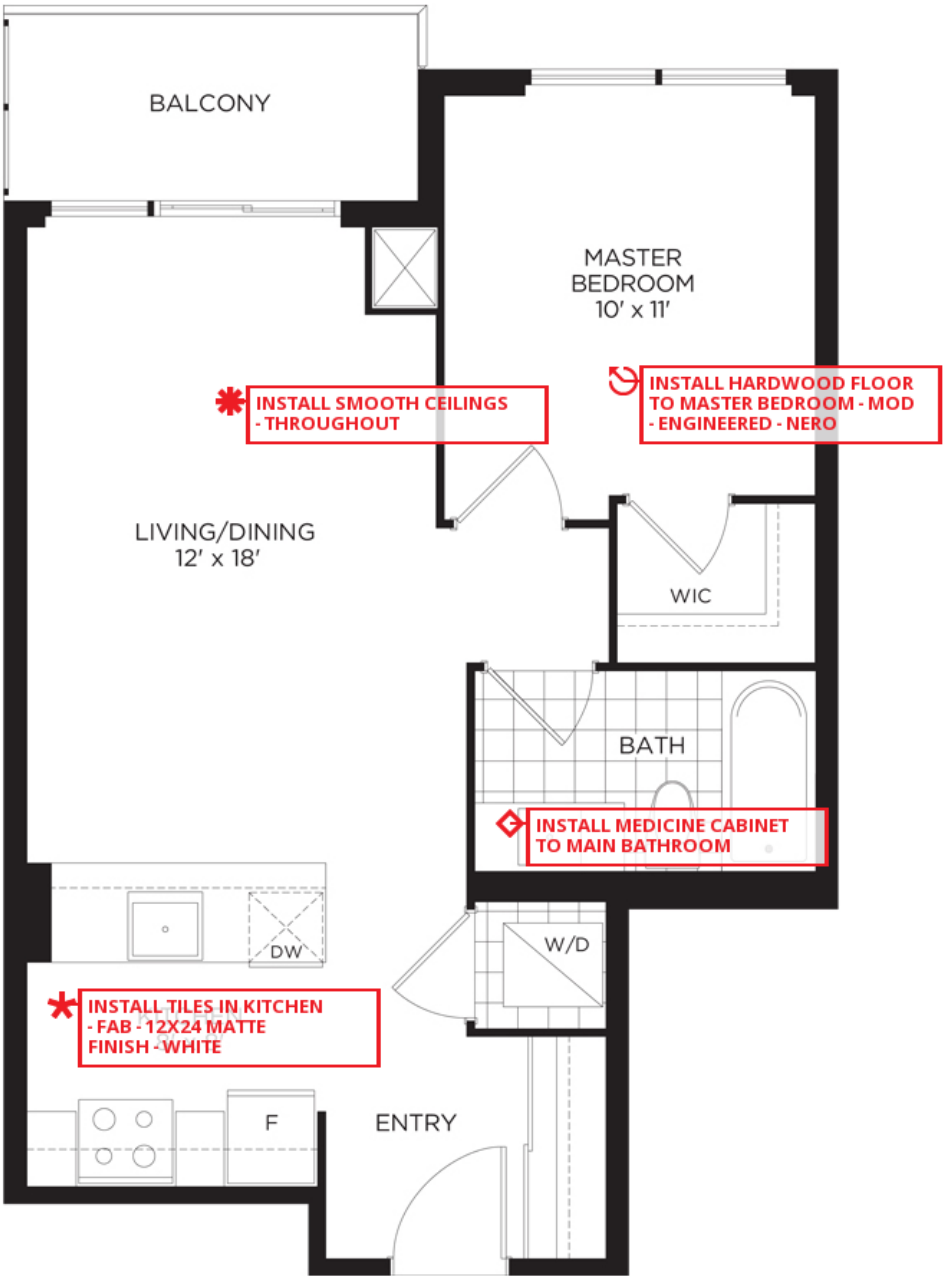 BALCONY
MASTER
BEDROOM
10' x 11'
INSTALL HARDWOOD FLOOR
TO MASTER BEDROOM - MOD
- ENGINEERED - NERO
INSTALL SMOOTH CEILINGS
- THROUGHOUT
LIVING/DINING
12' x 18'
WIC
BATH
INSTALL MEDICINE CABINET
TO MAIN BATHROOM
DW
W/D
INSTALL TILES IN KITCHEN
- FAB - 12X24 MATTE
FINISH - WHITE
KITCHEN
F
ENTRY